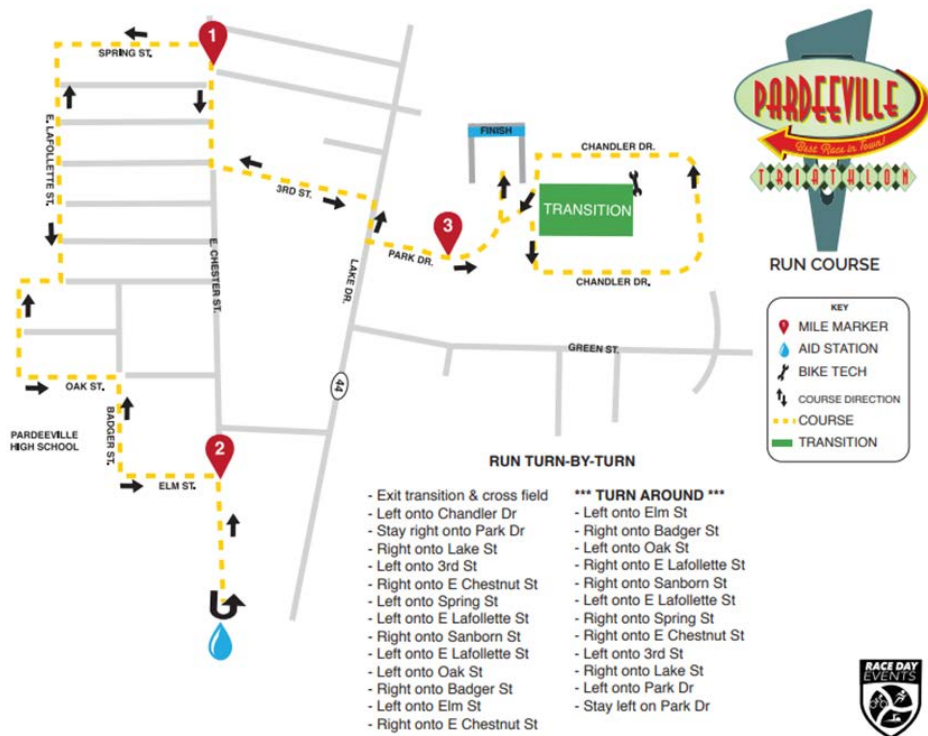 1
SPRING ST.
E. LAFOLLETTE ST.
3RD ST.
E. CHESTER ST.
LAKE DR.
PARK DR.
3
FINISH
CHANDLER DR.
TRANSITION
CHANDLER DR.
GREEN ST.
44
OAK ST.
BADGER ST.
PARDEEVILLE
HIGH SCHOOL
2
ELM ST.
PARDEEVILLE
Best Race in Town!
TRIATHLON
RUN COURSE
KEY
1 MILE MARKER
AID STATION
BIKE TECH
COURSE DIRECTION
COURSE
TRANSITION
RUN TURN-BY-TURN
- Exit transition & cross field
- Left onto Chandler Dr
- Stay right onto Park Dr
- Right onto Lake St
- Left onto 3rd St
- Right onto E Chestnut St
- Left onto Spring St
- Left onto E Lafollette St
- Right onto Sanborn St
- Left onto E Lafollette St
- Left onto Oak St
- Right onto Badger St
- Left onto Elm St
- Right onto E Chestnut St
*** TURN AROUND ***
- Left onto Elm St
- Right onto Badger St
- Left onto Oak St
- Right onto E Lafollette St
- Right onto Sanborn St
- Left onto E Lafollette St
- Right onto Spring St
- Right onto E Chestnut St
- Left onto 3rd St
- Right onto Lake St
- Left onto Park Dr
- Stay left on Park Dr
RACE DAY
EVENTS